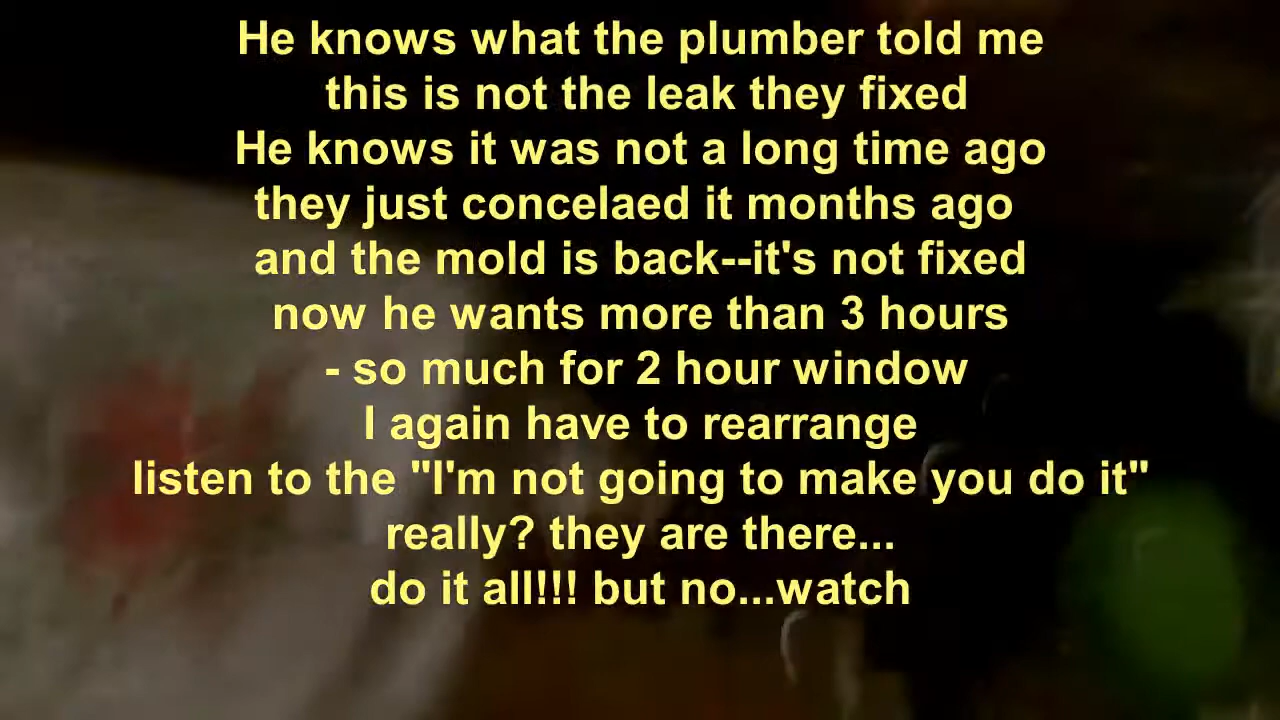 He knows what the plumber told me
this is not the leak they fixed
He knows it was not a long time ago
they just concelaed it months ago
and the mold is back--it's not fixed
now he wants more than 3 hours
- so much for 2 hour window
I again have to rearrange
listen to the "I'm not going to make you do it"
really? they are there...
do it all!!! but no...watch